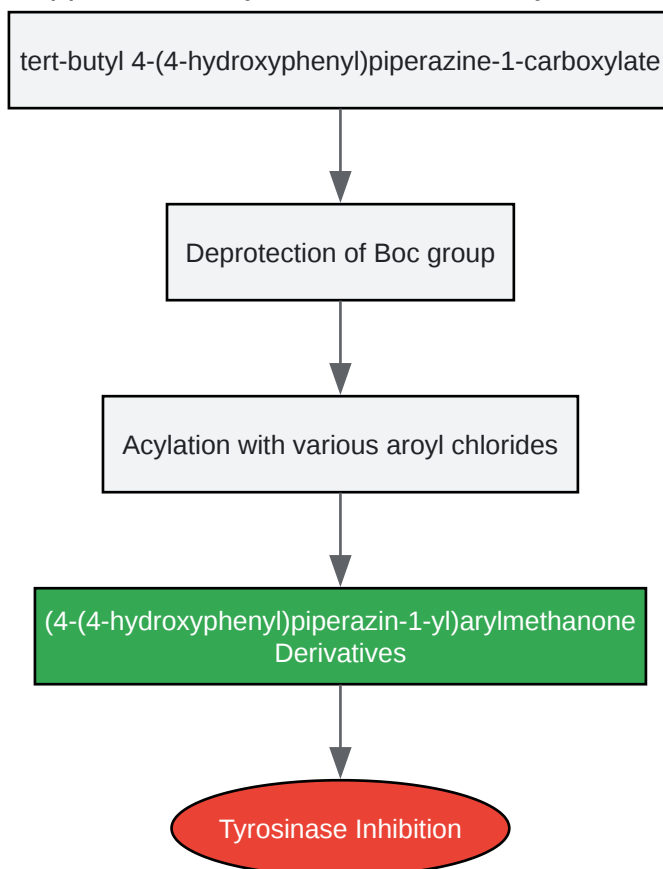 tert-butyl 4-(4-hydroxyphenyl)piperazine-1-carboxylate
Deprotection of Boc group
Acylation with various aroyl chlorides
(4-(4-hydroxyphenyl)piperazin-1-yl)arylmethanone
Derivatives
Tyrosinase Inhibition